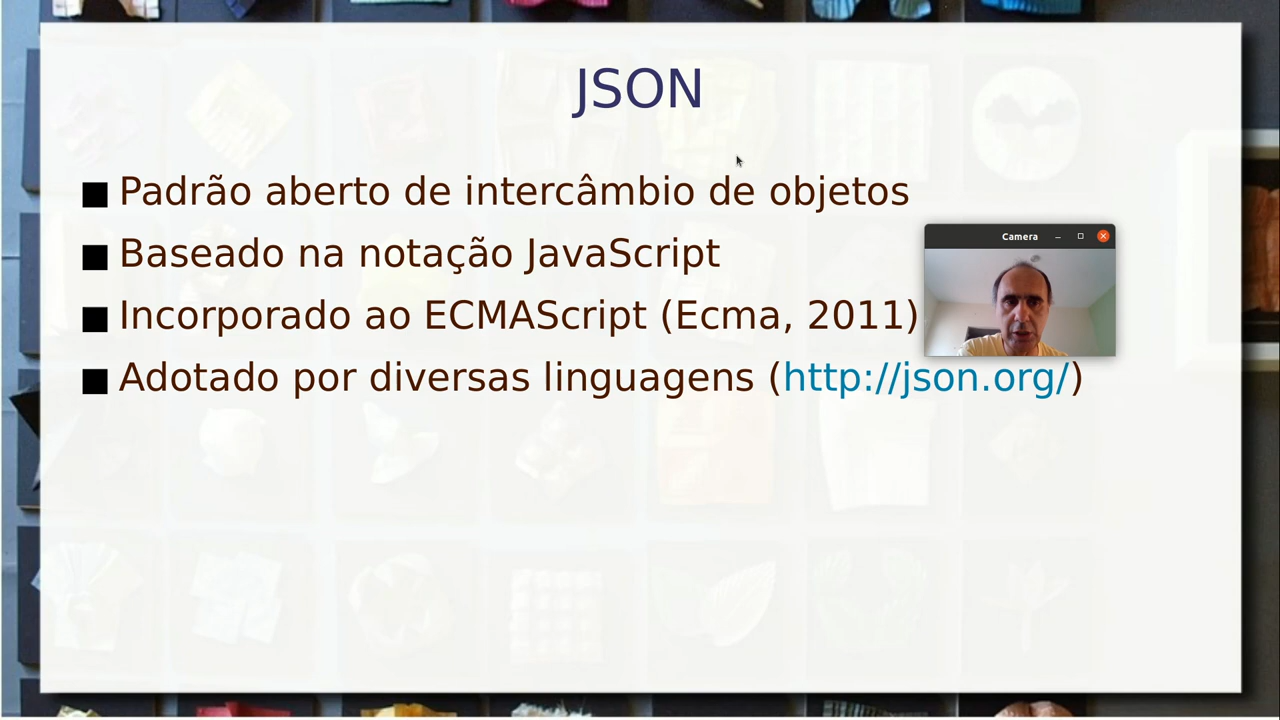 JSON
Padrão aberto de intercâmbio de objetos
Baseado na notação JavaScript
Camera
Incorporado ao ECMAScript (Ecma, 2011)
Adotado por diversas linguagens (http://json.org/)